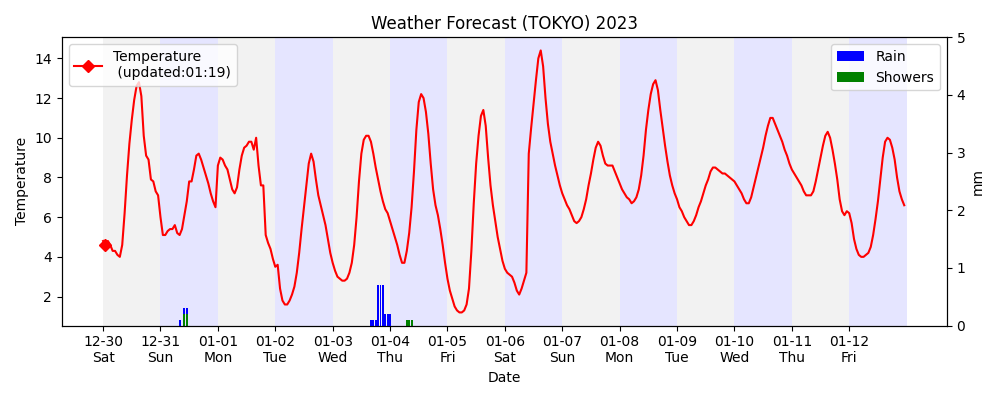 Weather Forecast (TOKYO) 2023
Temperature
(updated:01:19)
Rain
Showers
Temperature
14
12
10
8
6
4
2
5
4
3
2
1
0
mm
12-30 12-31 01-01 01-02 01-03 01-04 01-05 01-06 01-07 01-08 01-09 01-10 01-11 01-12
Sat Sun Mon Tue Wed Thu Fri Sat Sun Mon Tue Wed Thu Fri
Date